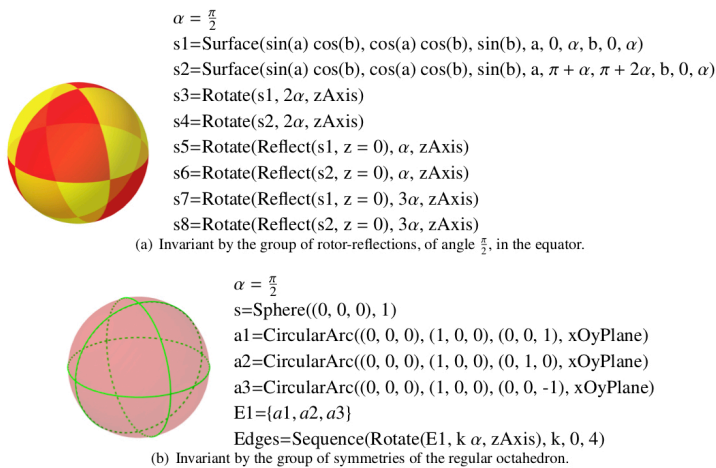 α = π/2
s1=Surface(sin(a) cos(b), cos(a) cos(b), sin(b), a, 0, α, b, 0, α)
s2=Surface(sin(a) cos(b), cos(a) cos(b), sin(b), a, π + α, π + 2α, b, 0, α)
s3=Rotate(s1, 2α, zAxis)
s4=Rotate(s2, 2α, zAxis)
s5=Rotate(Reflect(s1, z = 0), α, zAxis)
s6=Rotate(Reflect(s2, z = 0), α, zAxis)
s7=Rotate(Reflect(s1, z = 0), 3α, zAxis)
s8=Rotate(Reflect(s2, z = 0), 3α, zAxis)
(a) Invariant by the group of rotor-reflections, of angle π/2, in the equator.
α = π/2
s=Sphere((0, 0, 0), 1)
a1=CircularArc((0, 0, 0), (1, 0, 0), (0, 0, 1), xOyPlane)
a2=CircularArc((0, 0, 0), (1, 0, 0), (0, 1, 0), xOyPlane)
a3=CircularArc((0, 0, 0), (1, 0, 0), (0, 0, -1), xOyPlane)
E1={a1, a2, a3}
Edges=Sequence(Rotate(E1, k α, zAxis), k, 0, 4)
(b) Invariant by the group of symmetries of the regular octahedron.